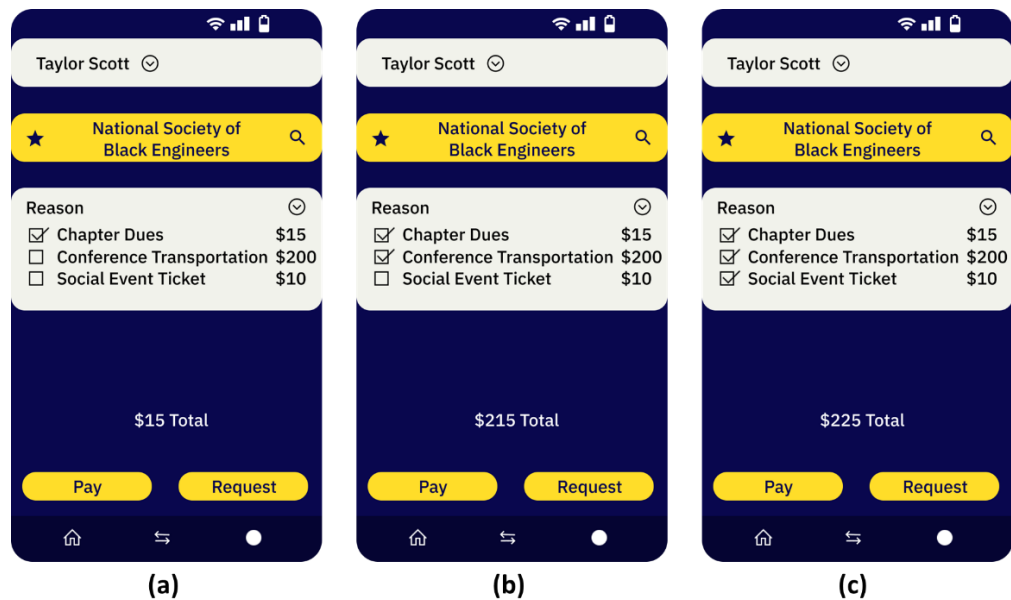 Taylor Scott
National Society of
Black Engineers
Reason
Chapter Dues $15
Conference Transportation $200
Social Event Ticket $10
$15 Total
Pay Request
(a)
Taylor Scott
National Society of
Black Engineers
Reason
Chapter Dues $15
Conference Transportation $200
Social Event Ticket $10
$215 Total
Pay Request
(b)
Taylor Scott
National Society of
Black Engineers
Reason
Chapter Dues $15
Conference Transportation $200
Social Event Ticket $10
$225 Total
Pay Request
(c)